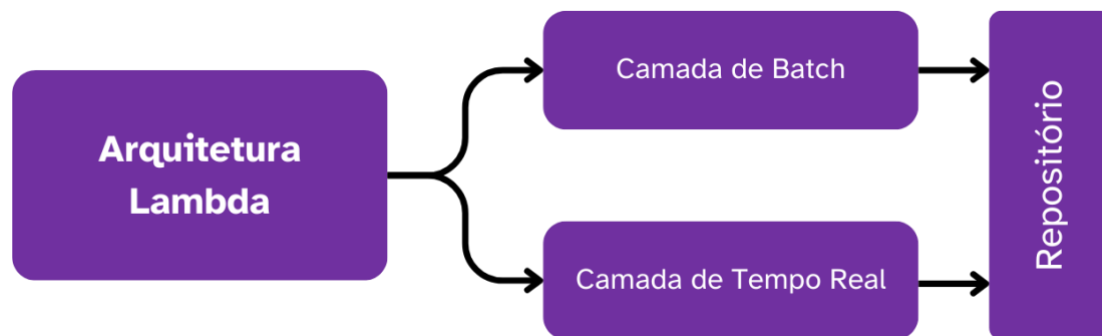 Arquitetura
Lambda
Camada de Batch
Camada de Tempo Real
Repositório